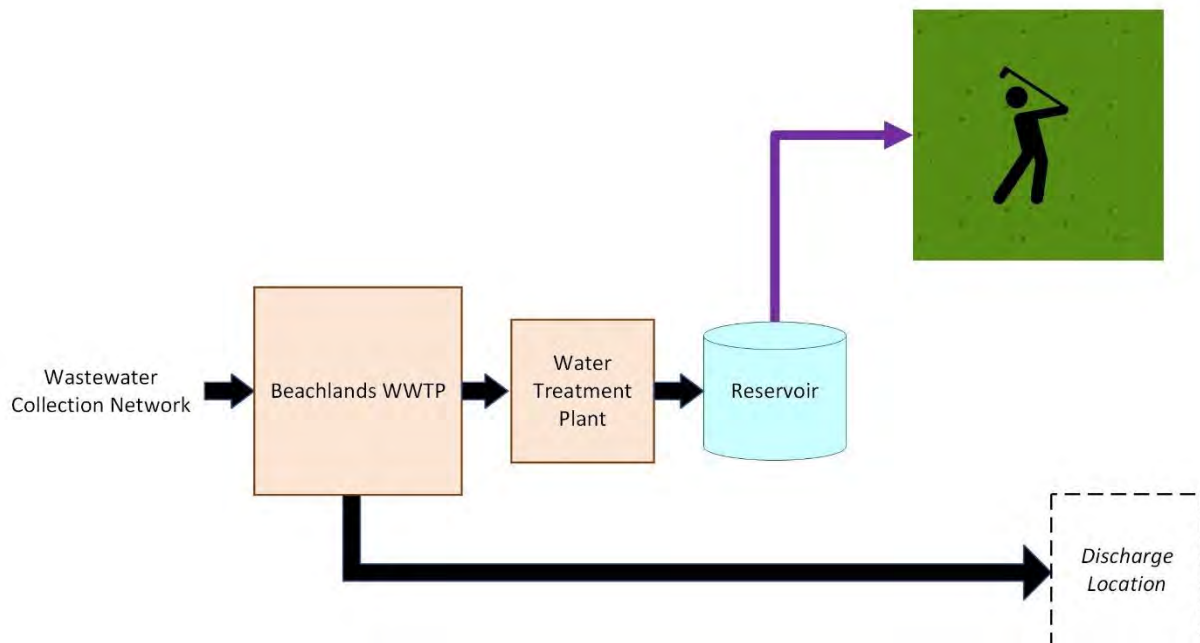 Wastewater
Collection Network
Beachlands WWTP
Water
Treatment
Plant
Reservoir
Discharge
Location